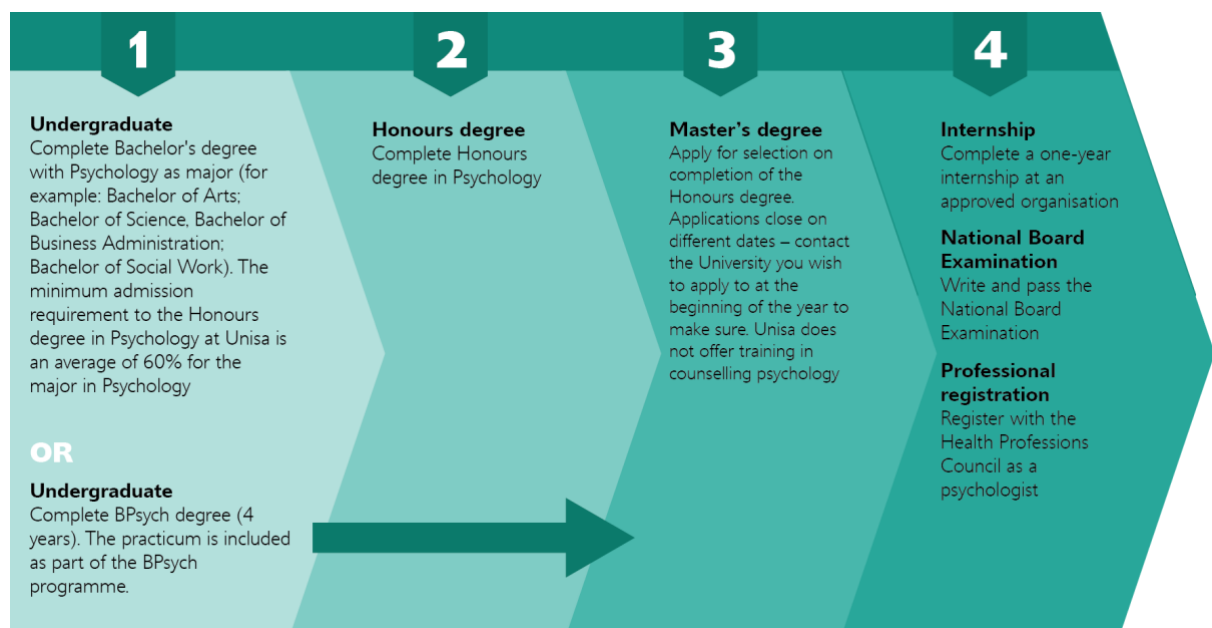 1
Undergraduate
Complete Bachelor's degree
with Psychology as major (for
example: Bachelor of Arts;
Bachelor of Science, Bachelor of
Business Administration;
Bachelor of Social Work). The
minimum admission
requirement to the Honours
degree in Psychology at Unisa is
an average of 60% for the
major in Psychology
OR
Undergraduate
Complete BPsych degree (4
years). The practicum is included
as part of the BPsych
programme.
2
Honours degree
Complete Honours
degree in Psychology
3
Master's degree
Apply for selection on
completion of the
Honours degree.
Applications close on
different dates – contact
the University you wish
to apply to at the
beginning of the year to
make sure. Unisa does
not offer training in
counselling psychology
4
Internship
Complete a one-year
internship at an
approved organisation
National Board
Examination
Write and pass the
National Board
Examination
Professional
registration
Register with the
Health Professions
Council as a
psychologist